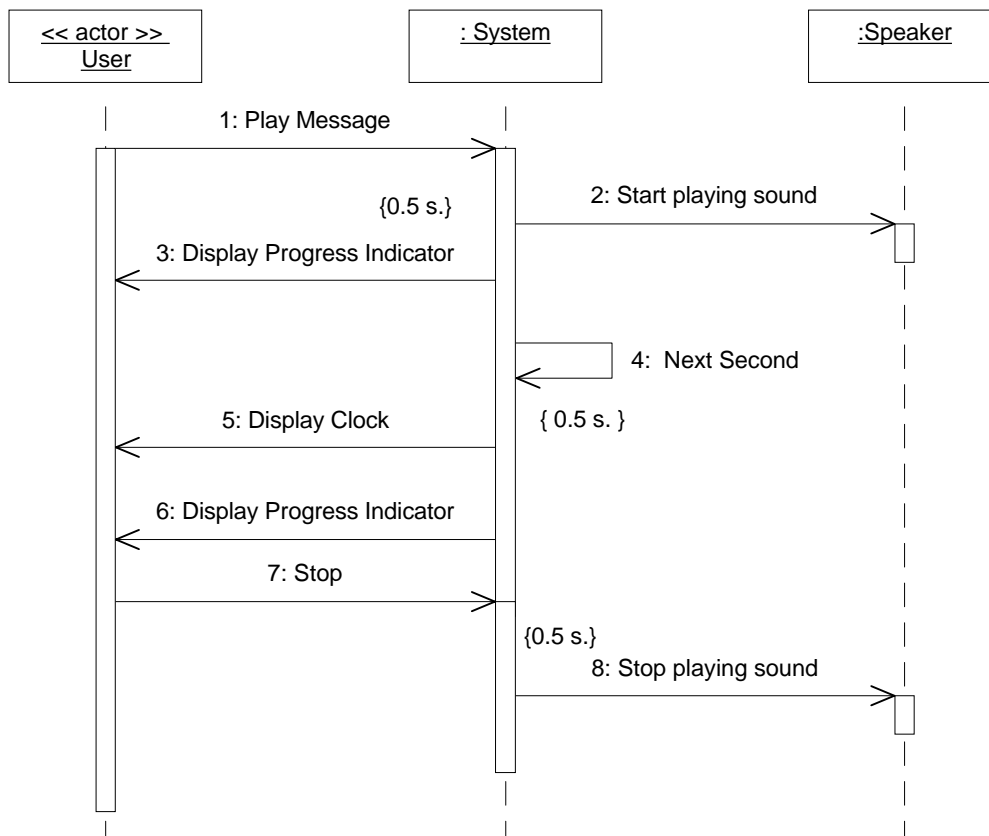 << actor >>
User
: System
:Speaker
1: Play Message
2: Start playing sound
{0.5 s.}
3: Display Progress Indicator
4:  Next Second
5: Display Clock
{ 0.5 s. }
6: Display Progress Indicator
7: Stop
{0.5 s.}
8: Stop playing sound